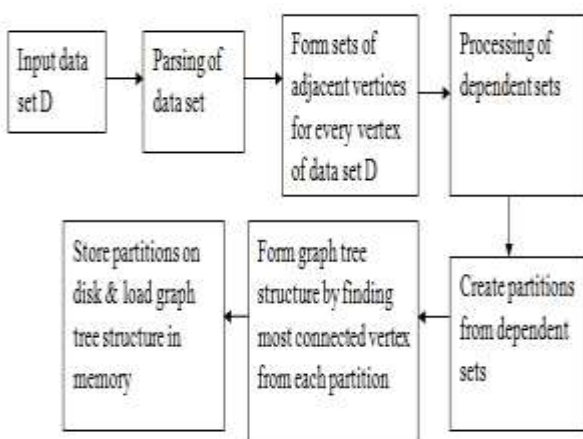 Input data
set D
Parsing of
data set
Form sets of
adjacent vertices
for every vertex
of data set D
Processing of
dependent sets
Create partitions
from dependent
sets
Form graph tree
structure by finding
most connected vertex
from each partition
Store partitions on
disk & load graph
tree structure in
memory